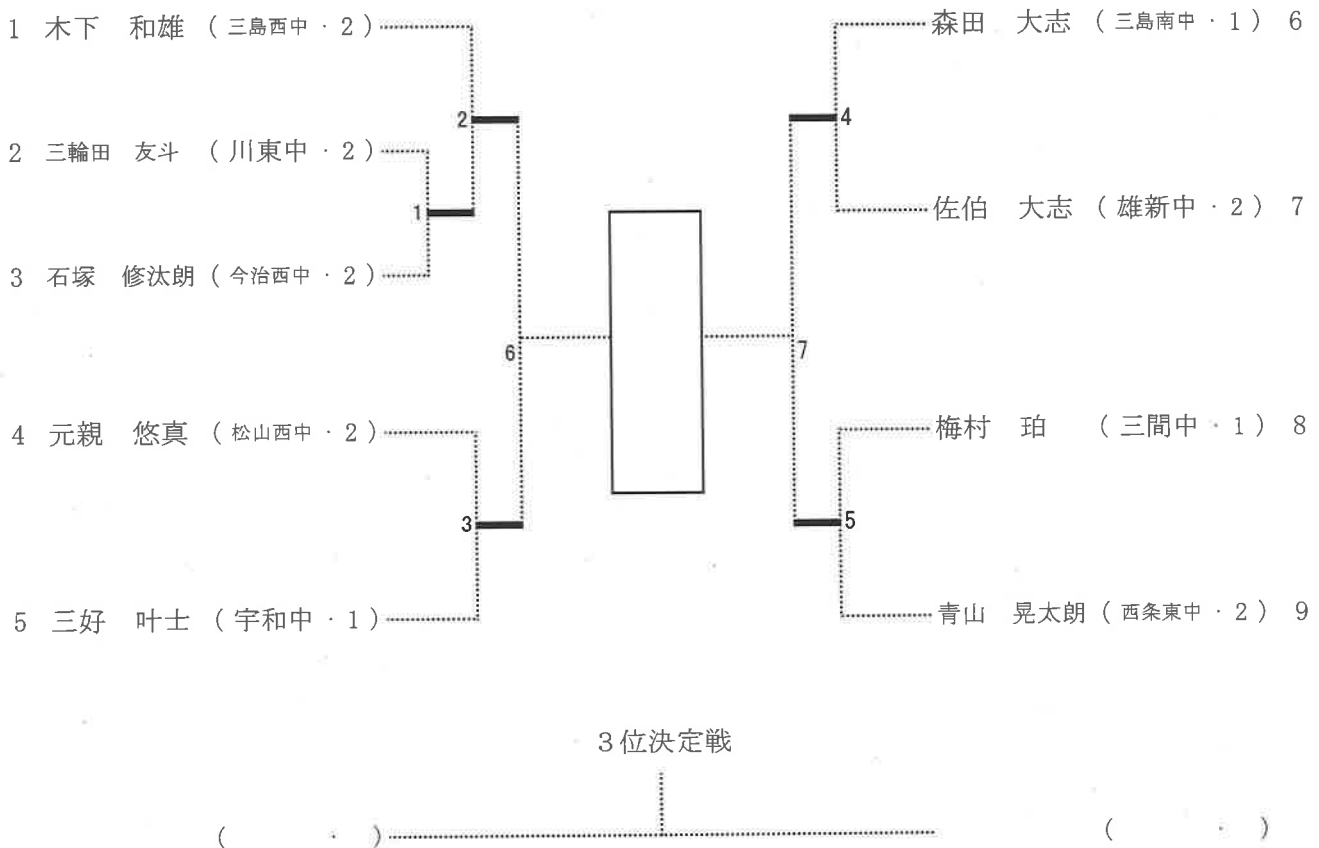 1 木下 和雄 (三島西中・2)
2 三輪田 友斗 (川東中・2)
3 石塚 修汰朗 (今治西中・2)
4 元親 悠真 (松山西中・2)
5 三好 叶士 (宇和中・1)
1
2
3
6
7
4
5
森田 大志 (三島南中・1) 6
佐伯 大志 (雄新中・2) 7
梅村 珀 (三間中・1) 8
青山 晃太朗 (西条東中・2) 9
3位決定戦
( ・ )
( ・ )